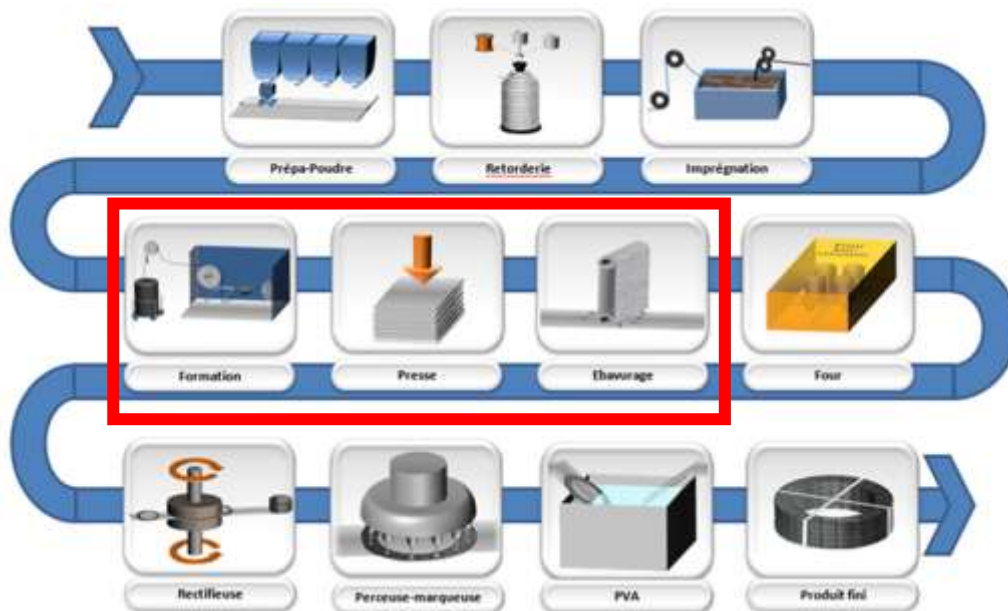 Prépa-Poudre
Retorderie
Imprégnation
Formation
Presse
Ebavurage
Four
Rectifieuse
Perceuse-marqueuse
PVA
Produit fini